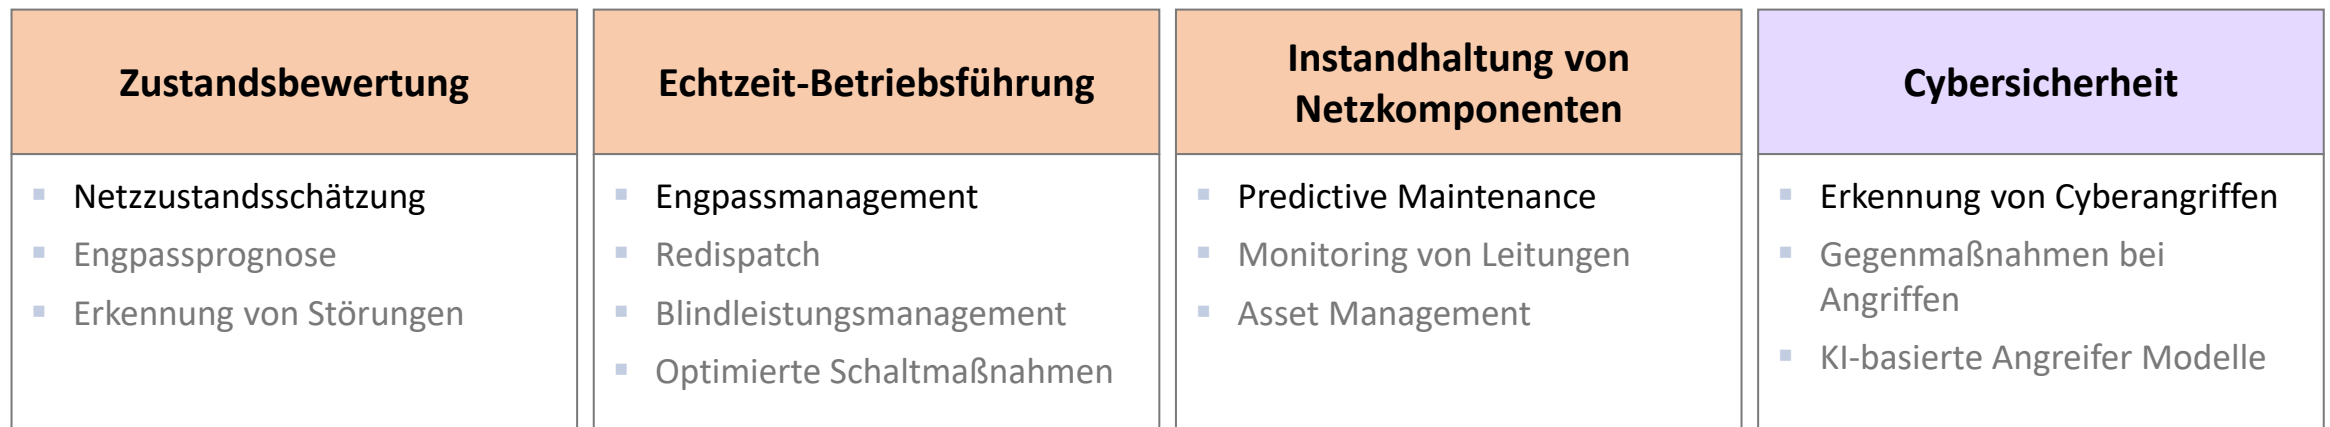 Zustandsbewertung
Netzzustandsschätzung
Engpassprognose
Erkennung von Störungen
Echtzeit-Betriebsführung
Engpassmanagement
Redispatch
Blindleistungsmanagement
Optimierte Schaltmaßnahmen
Instandhaltung von
Netzkomponenten
Predictive Maintenance
Monitoring von Leitungen
Asset Management
Cybersicherheit
Erkennung von Cyberangriffen
Gegenmaßnahmen bei
Angriffen
KI-basierte Angreifer Modelle